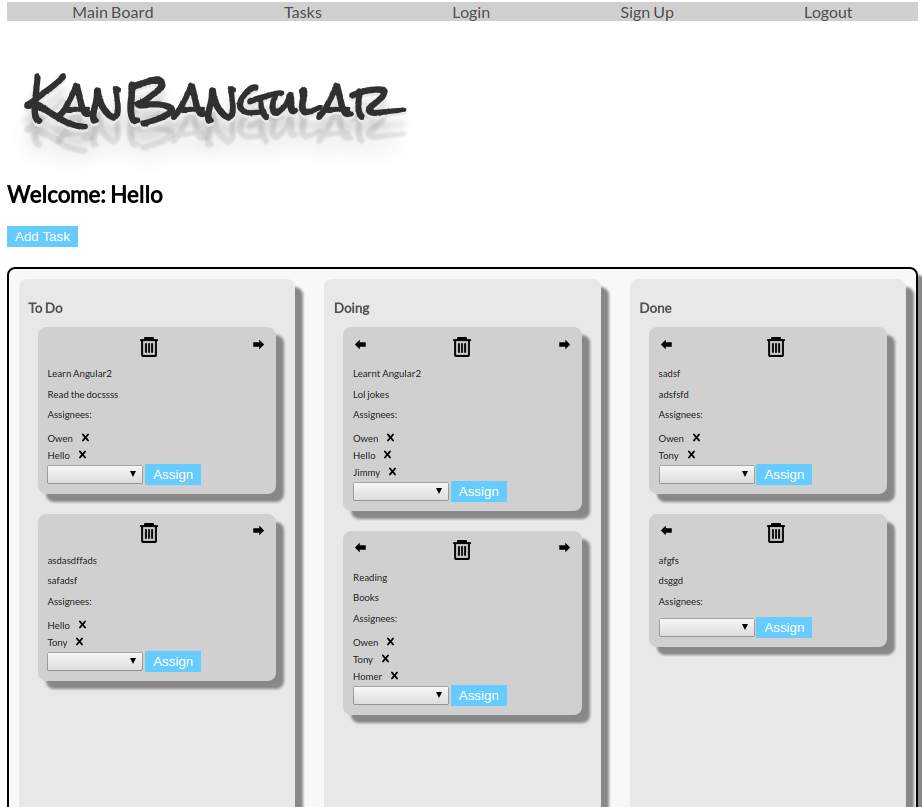 Main Board Tasks Login Sign Up Logout
KanBangular
Welcome: Hello
Add Task
To Do
Learn Angular2
Read the docssss
Assignees:
Owen X
Hello X
Assign
asdasdffads
safadsf
Assignees:
Hello X
Tony X
Assign
Doing
Learnt Angular2
Lol jokes
Assignees:
Owen X
Hello X
Jimmy X
Assign
Reading
Books
Assignees:
Owen X
Tony X
Homer X
Assign
Done
sadsf
adsfsfd
Assignees:
Owen X
Tony X
Assign
afgfs
dsggd
Assignees:
Assign